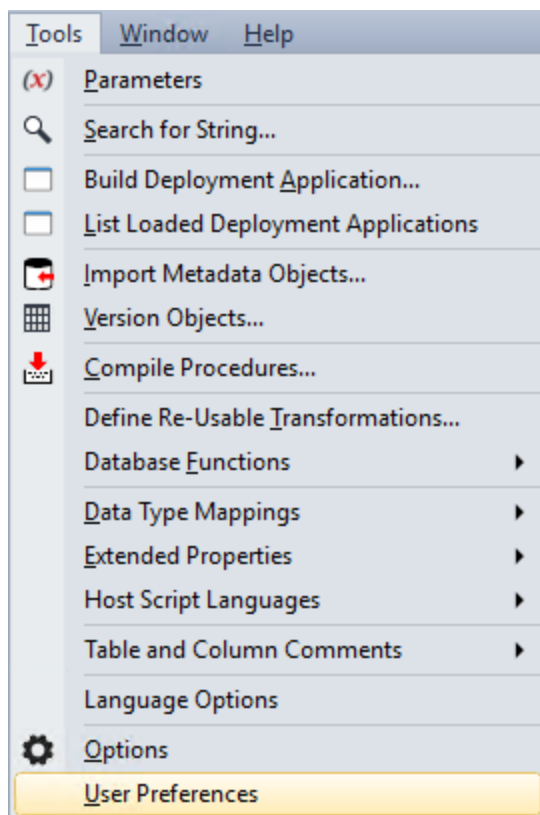 Tools Window Help
(x) Parameters
Search for String...
Build Deployment Application...
List Loaded Deployment Applications
Import Metadata Objects...
Version Objects...
Compile Procedures...
Define Re-Usable Transformations...
Database Functions
Data Type Mappings
Extended Properties
Host Script Languages
Table and Column Comments
Language Options
Options
User Preferences